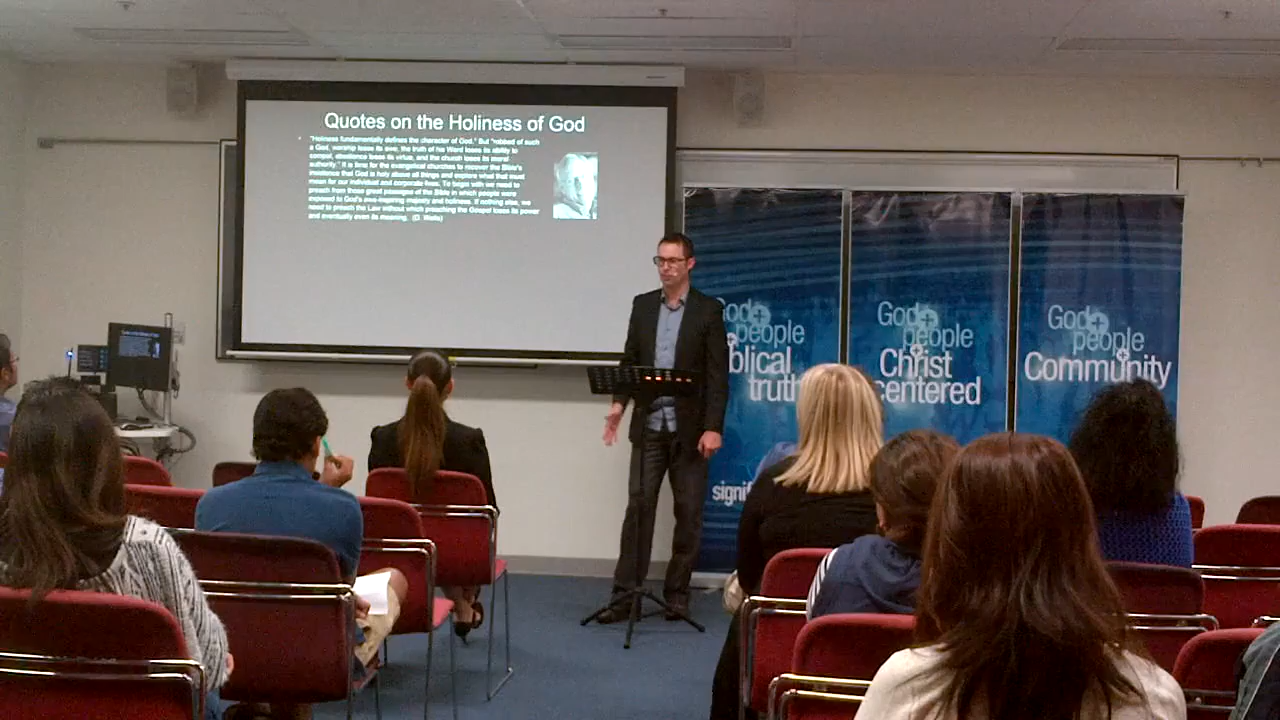 Quotes on the Holiness of God
• "Holiness fundamentally defines the character of God." But "robbed of such
a God, worship loses its awe, the truth of his Word loses its ability to
compel, obedience loses its virtue, and the church loses its moral
authority." It is time for the evangelical churches to recover the Bible's
insistence that God is holy above all things and explore what that must
mean for our individual and corporate lives. To begin with we need to
preach from those great passages of the Bible in which people were
exposed to God's awe-inspiring majesty and holiness. If nothing else, we
need to preach the Law without which preaching the Gospel loses its power
and eventually even its meaning. (D. Wells)
God
people
blical
truth
signif
God
people
Christ
centered
God
people
Community